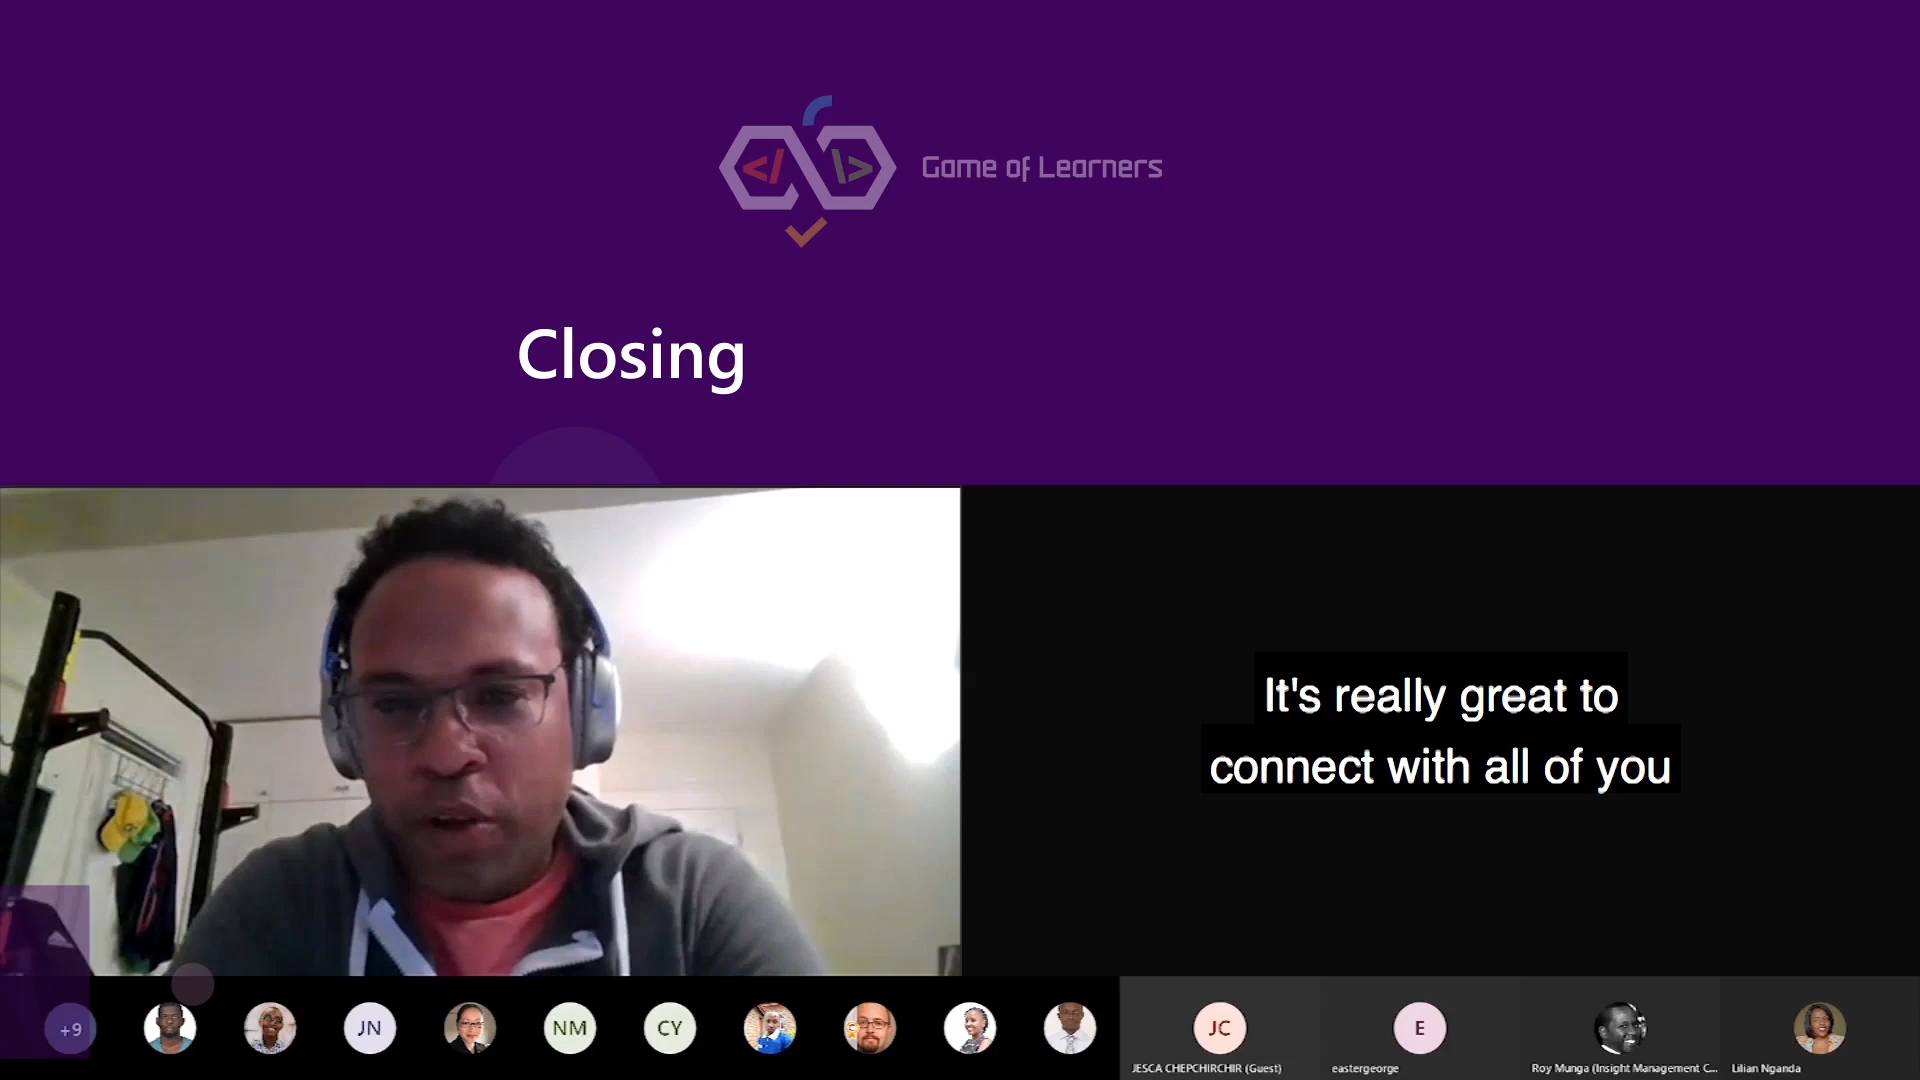 </ \>
Game of Learners
Closing
It's really great to
connect with all of you
+9
JN
NM
CY
JC
E
JESCA CHEPCHIRCHIR (Guest)
eastergeorge
Roy Munga (Insight Management C...
Lilian Nganda